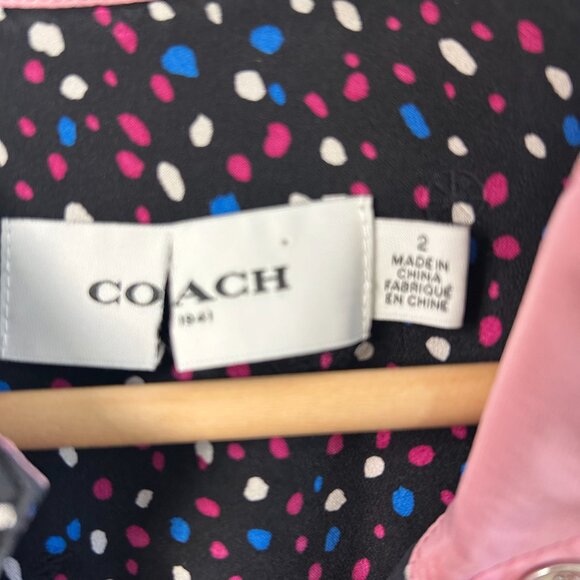 COACH
1941
2
MADE IN
CHINA
FABRIQUÉ
EN CHINE